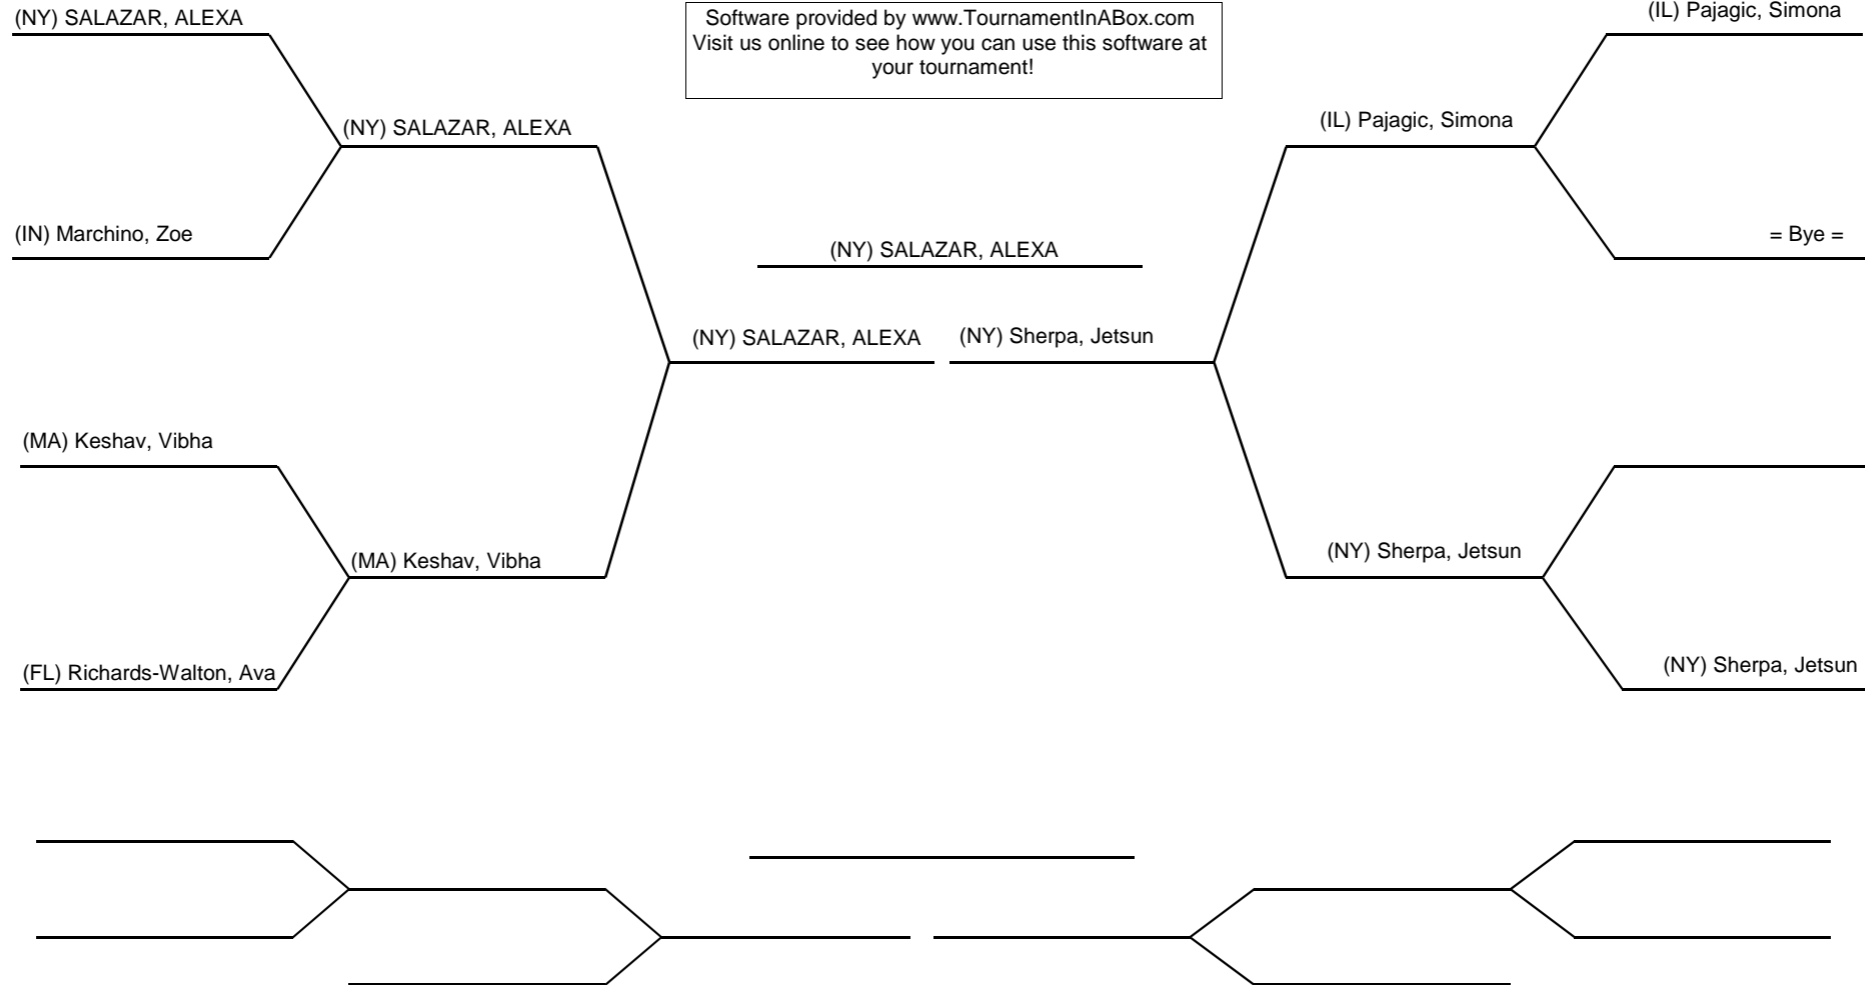 (NY) SALAZAR, ALEXA
Software provided by www.TournamentInABox.com
Visit us online to see how you can use this software at
your tournament!
(IL) Pajagic, Simona
(NY) SALAZAR, ALEXA
(IL) Pajagic, Simona
(IN) Marchino, Zoe
(NY) SALAZAR, ALEXA
= Bye =
(NY) SALAZAR, ALEXA
(NY) Sherpa, Jetsun
(MA) Keshav, Vibha
(MA) Keshav, Vibha
(NY) Sherpa, Jetsun
(FL) Richards-Walton, Ava
(NY) Sherpa, Jetsun